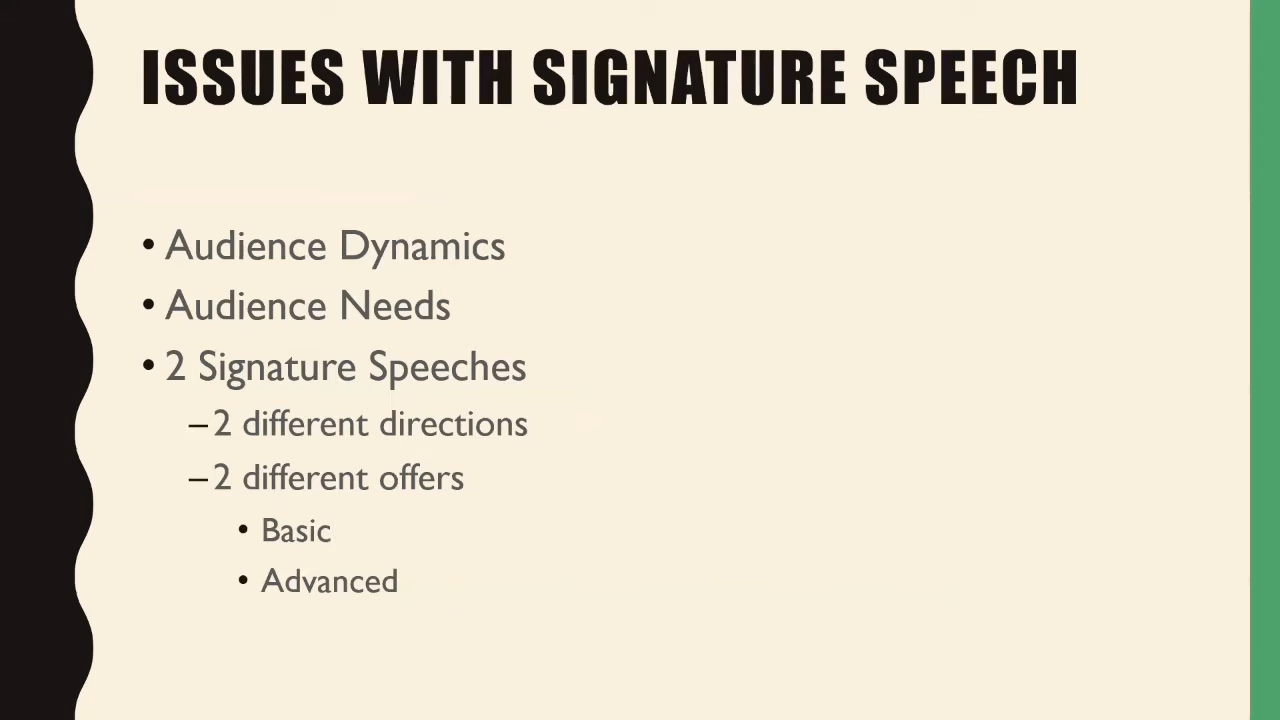 ISSUES WITH SIGNATURE SPEECH
• Audience Dynamics
• Audience Needs
• 2 Signature Speeches
–2 different directions
–2 different offers
• Basic
• Advanced